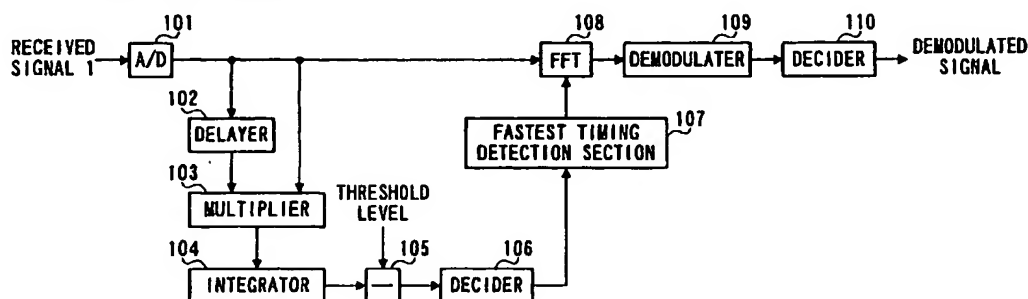 RECEIVED
SIGNAL 1
101
A/D
102
DELAYER
103
MULTIPLIER
104
INTEGRATOR
THRESHOLD
LEVEL
105
—
106
DECIDER
FASTEST TIMING
DETECTION SECTION
107
108
FFT
109
DEMODULATER
110
DECIDER
DEMODULATED
SIGNAL